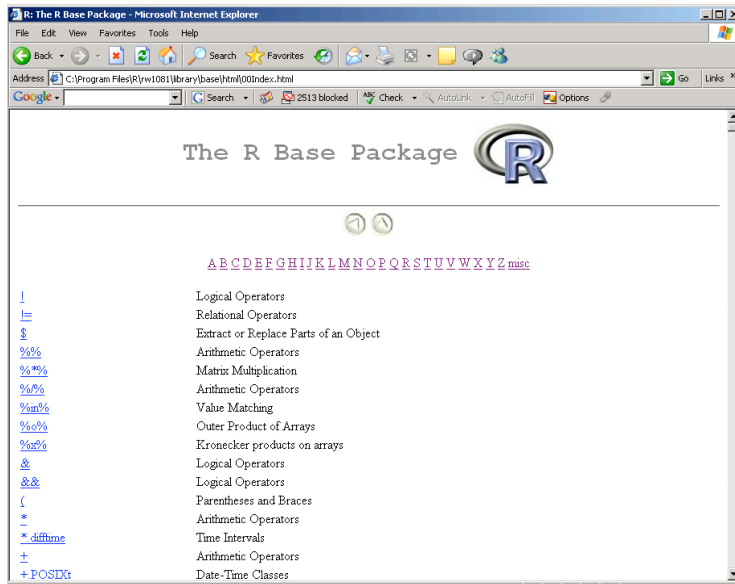 R: The R Base Package - Microsoft Internet Explorer
File Edit View Favorites Tools Help
Back Search Favorites
Address C:\Program Files\R\rw1081\library\base\html\00Index.html Go Links »
Google - Search 2513 blocked ABC Check AutoLink AutoFill Options
The R Base Package R
A B C D E F G H I J K L M N O P Q R S T U V W X Y Z misc
! Logical Operators
!= Relational Operators
$ Extract or Replace Parts of an Object
%% Arithmetic Operators
%*% Matrix Multiplication
%/% Arithmetic Operators
%in% Value Matching
%o% Outer Product of Arrays
%x% Kronecker products on arrays
& Logical Operators
&& Logical Operators
( Parentheses and Braces
* Arithmetic Operators
*.difftime Time Intervals
+ Arithmetic Operators
+.POSIXt Date-Time Classes